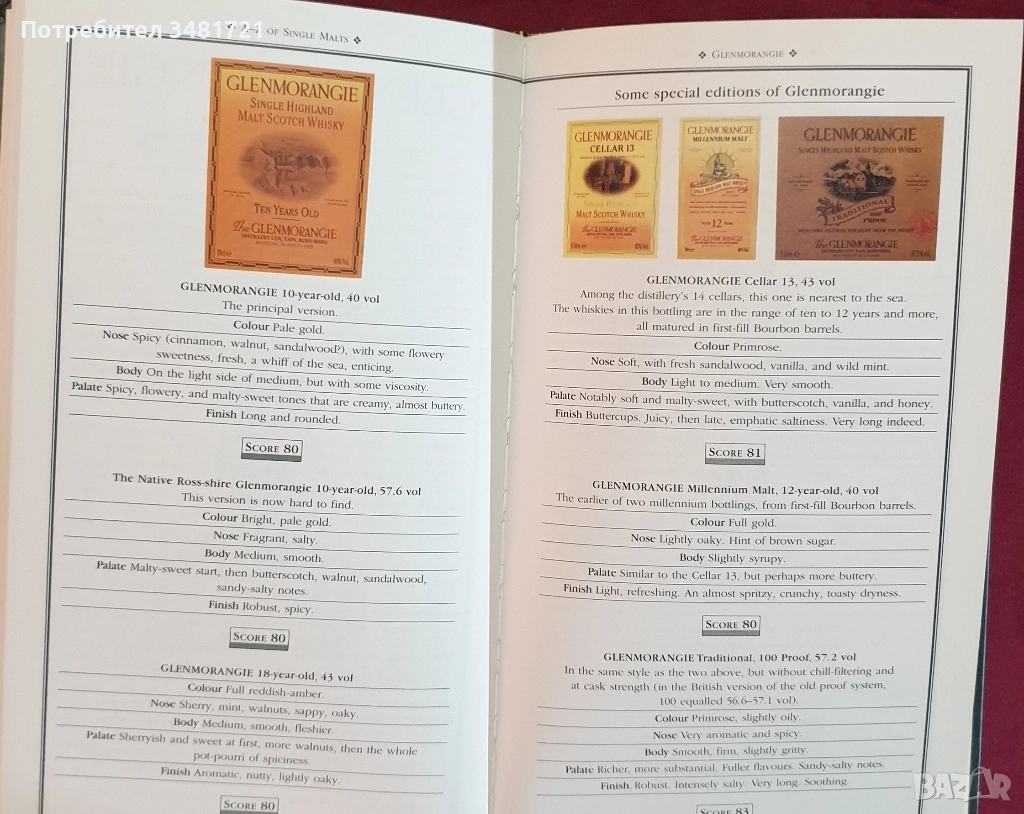 Потребител 3481721
A–Z OF SINGLE MALTS
GLENMORANGIE
SINGLE HIGHLAND
MALT SCOTCH WHISKY
TEN YEARS OLD
The GLENMORANGIE
DISTILLERY COY, TAIN, ROSS-SHIRE
GLENMORANGIE 10-year-old, 40 vol
The principal version.
Colour Pale gold.
Nose Spicy (cinnamon, walnut, sandalwood?), with some flowery
sweetness, fresh, a whiff of the sea, enticing.
Body On the light side of medium, but with some viscosity.
Palate Spicy, flowery, and malty-sweet tones that are creamy, almost buttery.
Finish Long and rounded.
SCORE 80
The Native Ross-shire Glenmorangie 10-year-old, 57.6 vol
This version is now hard to find.
Colour Bright, pale gold.
Nose Fragrant, salty.
Body Medium, smooth.
Palate Malty-sweet start, then butterscotch, walnut, sandalwood,
sandy-salty notes.
Finish Robust, spicy.
SCORE 80
GLENMORANGIE 18-year-old, 43 vol
Colour Full reddish-amber.
Nose Sherry, mint, walnuts, sappy, oaky.
Body Medium, smooth, fleshier.
Palate Sherryish and sweet at first, more walnuts, then the whole
pot-pourri of spiciness.
Finish Aromatic, nutty, lightly oaky.
SCORE 80
GLENMORANGIE
Some special editions of Glenmorangie
GLENMORANGIE
CELLAR 13
SINGLE HIGHLAND
MALT SCOTCH WHISKY
The GLENMORANGIE
GLENMORANGIE
MILLENNIUM MALT
SINGLE HIGHLAND MALT WHISKY
12
The GLENMORANGIE
GLENMORANGIE
SINGLE HIGHLAND MALT SCOTCH WHISKY
TRADITIONAL
100°
PROOF
The GLENMORANGIE
GLENMORANGIE Cellar 13, 43 vol
Among the distillery's 14 cellars, this one is nearest to the sea.
The whiskies in this bottling are in the range of ten to 12 years and more,
all matured in first-fill Bourbon barrels.
Colour Primrose.
Nose Soft, with fresh sandalwood, vanilla, and wild mint.
Body Light to medium. Very smooth.
Palate Notably soft and malty-sweet, with butterscotch, vanilla, and honey.
Finish Buttercups. Juicy, then late, emphatic saltiness. Very long indeed.
SCORE 81
GLENMORANGIE Millennium Malt, 12-year-old, 40 vol
The earlier of two millennium bottlings, from first-fill Bourbon barrels.
Colour Full gold.
Nose Lightly oaky. Hint of brown sugar.
Body Slightly syrupy.
Palate Similar to the Cellar 13, but perhaps more buttery.
Finish Light, refreshing. An almost spritzy, crunchy, toasty dryness.
SCORE 80
GLENMORANGIE Traditional, 100 Proof, 57.2 vol
In the same style as the two above, but without chill-filtering and
at cask strength (in the British version of the old proof system,
100 equalled 56.6–57.1 vol).
Colour Primrose, slightly oily.
Nose Very aromatic and spicy.
Body Smooth, firm, slightly gritty.
Palate Richer, more substantial. Fuller flavours. Sandy-salty notes.
Finish. Robust. Intensely salty. Very long. Soothing.
SCORE 83
BAZAR